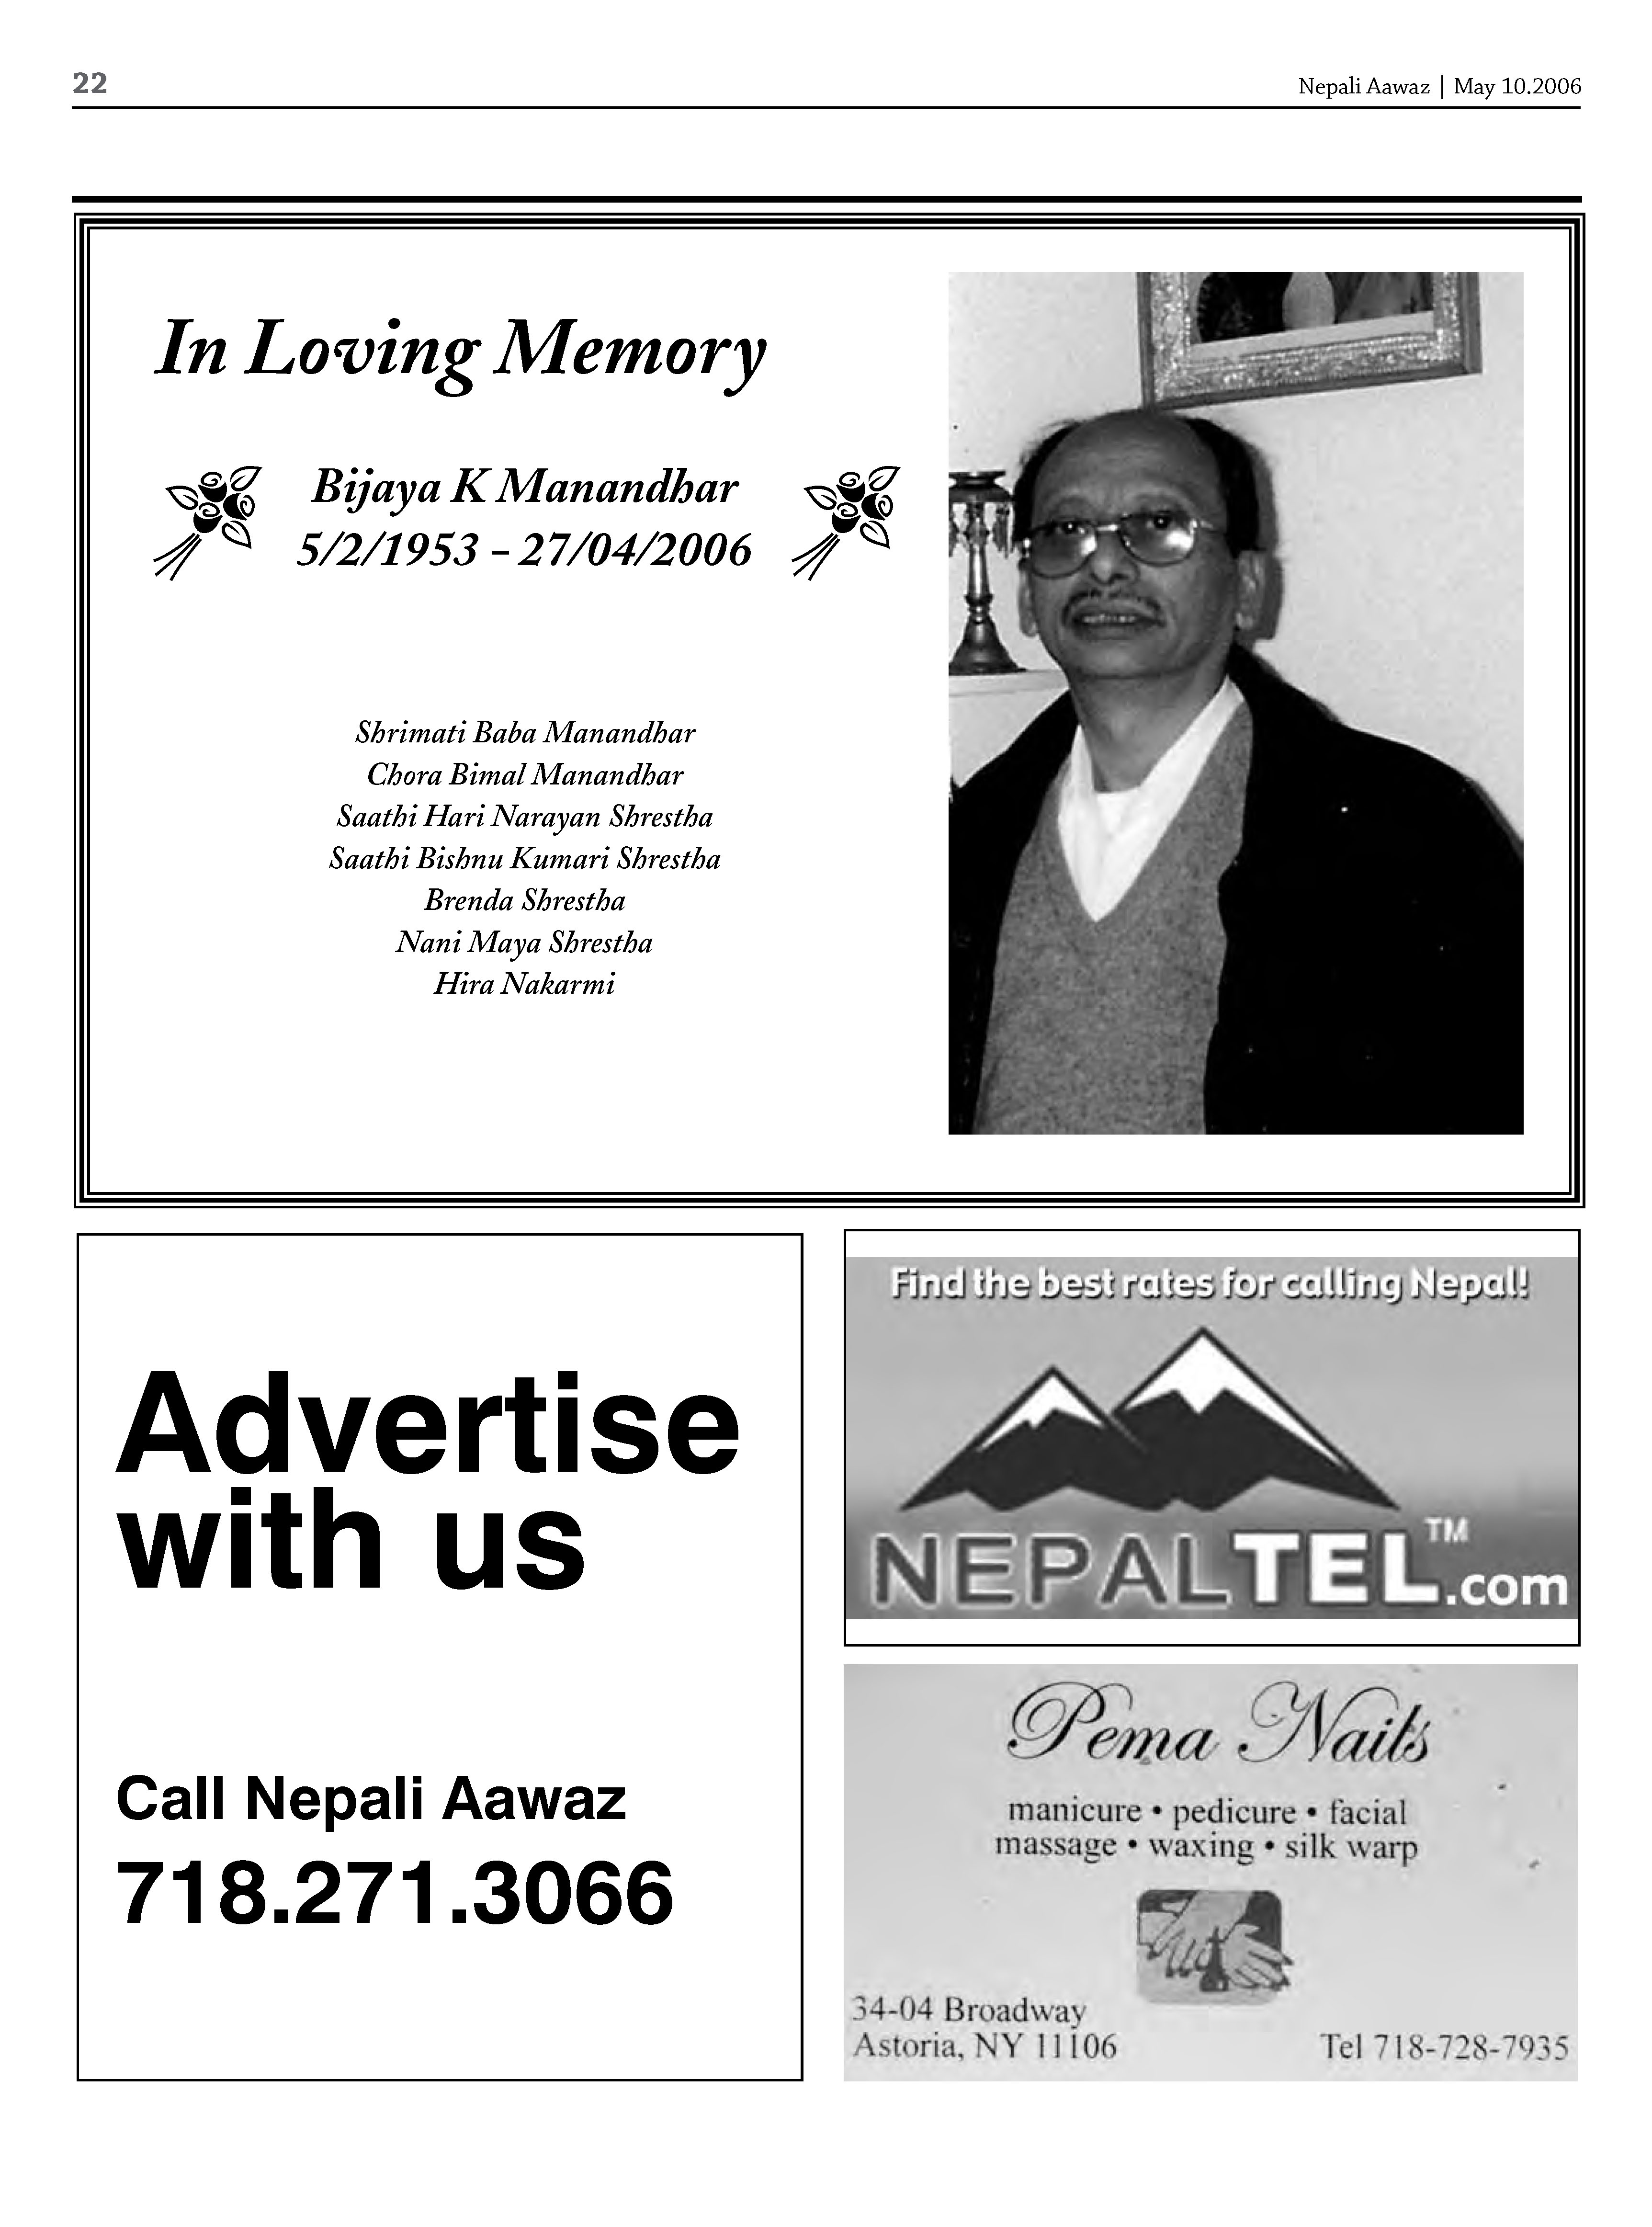 22
Nepali Aawaz | May 10.2006
In Loving Memory
Bijaya K Manandhar
5/2/1953 – 27/04/2006
Shrimati Baba Manandhar
Chora Bimal Manandhar
Saathi Hari Narayan Shrestha
Saathi Bishnu Kumari Shrestha
Brenda Shrestha
Nani Maya Shrestha
Hira Nakarmi
Advertise
with us
Call Nepali Aawaz
718.271.3066
Find the best rates for calling Nepal!
NEPALTEL™.com
Pema Nails
manicure • pedicure • facial
massage • waxing • silk warp
34-04 Broadway
Astoria, NY 11106
Tel 718-728-7935